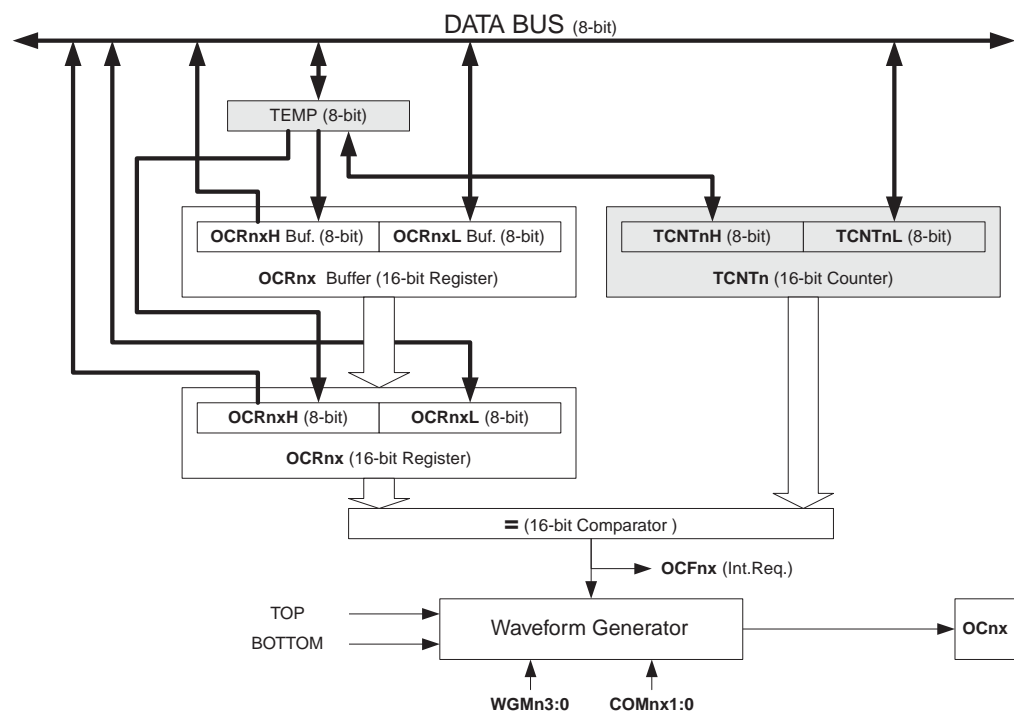 DATA BUS (8-bit)
TEMP (8-bit)
OCRnxH Buf. (8-bit) OCRnxL Buf. (8-bit)
OCRnx Buffer (16-bit Register)
TCNTnH (8-bit) TCNTnL (8-bit)
TCNTn (16-bit Counter)
OCRnxH (8-bit) OCRnxL (8-bit)
OCRnx (16-bit Register)
= (16-bit Comparator )
OCFnx (Int.Req.)
TOP
BOTTOM
Waveform Generator
OCnx
WGMn3:0 COMnx1:0